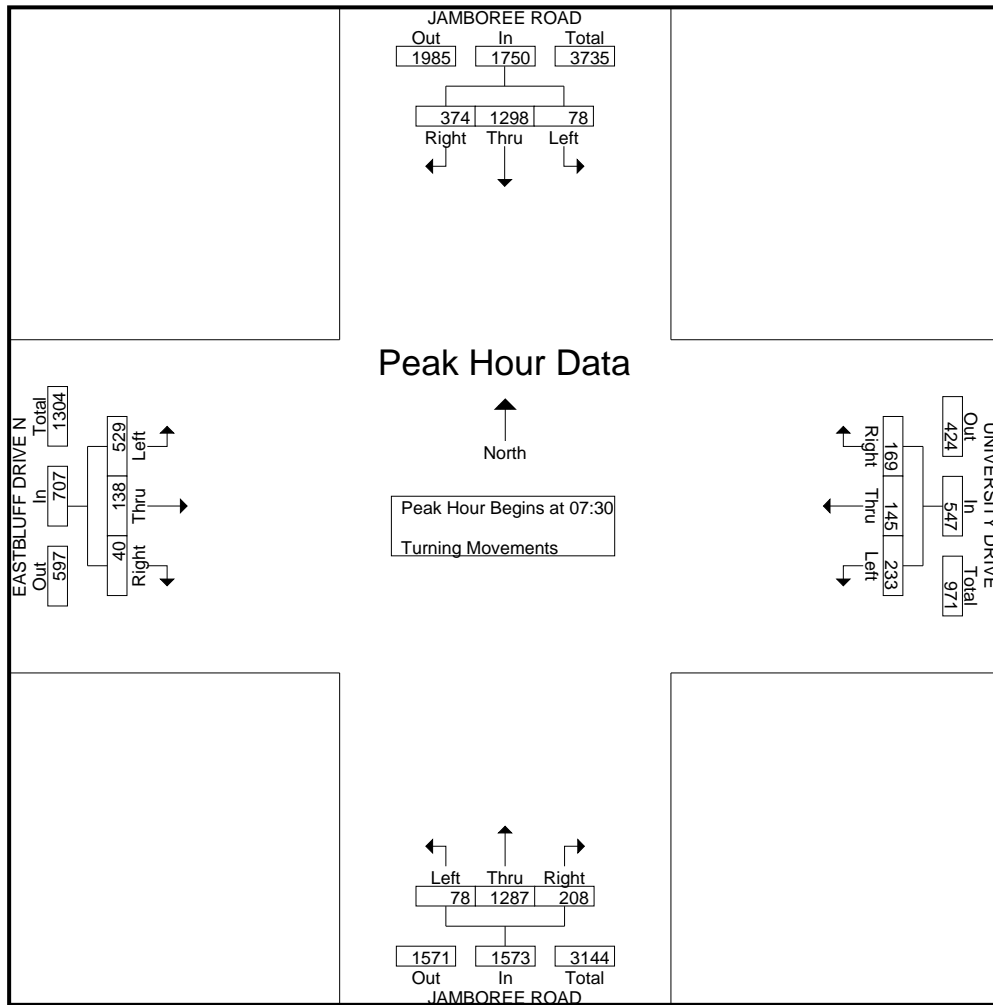 JAMBOREE ROAD
Out In Total
1985 1750 3735
374 1298 78
Right Thru Left
Peak Hour Data
North
Peak Hour Begins at 07:30
Turning Movements
EASTBLUFF DRIVE N
Out In Total
597 707 1304
40 138 529
Right Thru Left
UNIVERSITY DRIVE
Out In Total
424 547 971
169 145 233
Right Thru Left
Left Thru Right
78 1287 208
1571 1573 3144
Out In Total
JAMBOREE ROAD